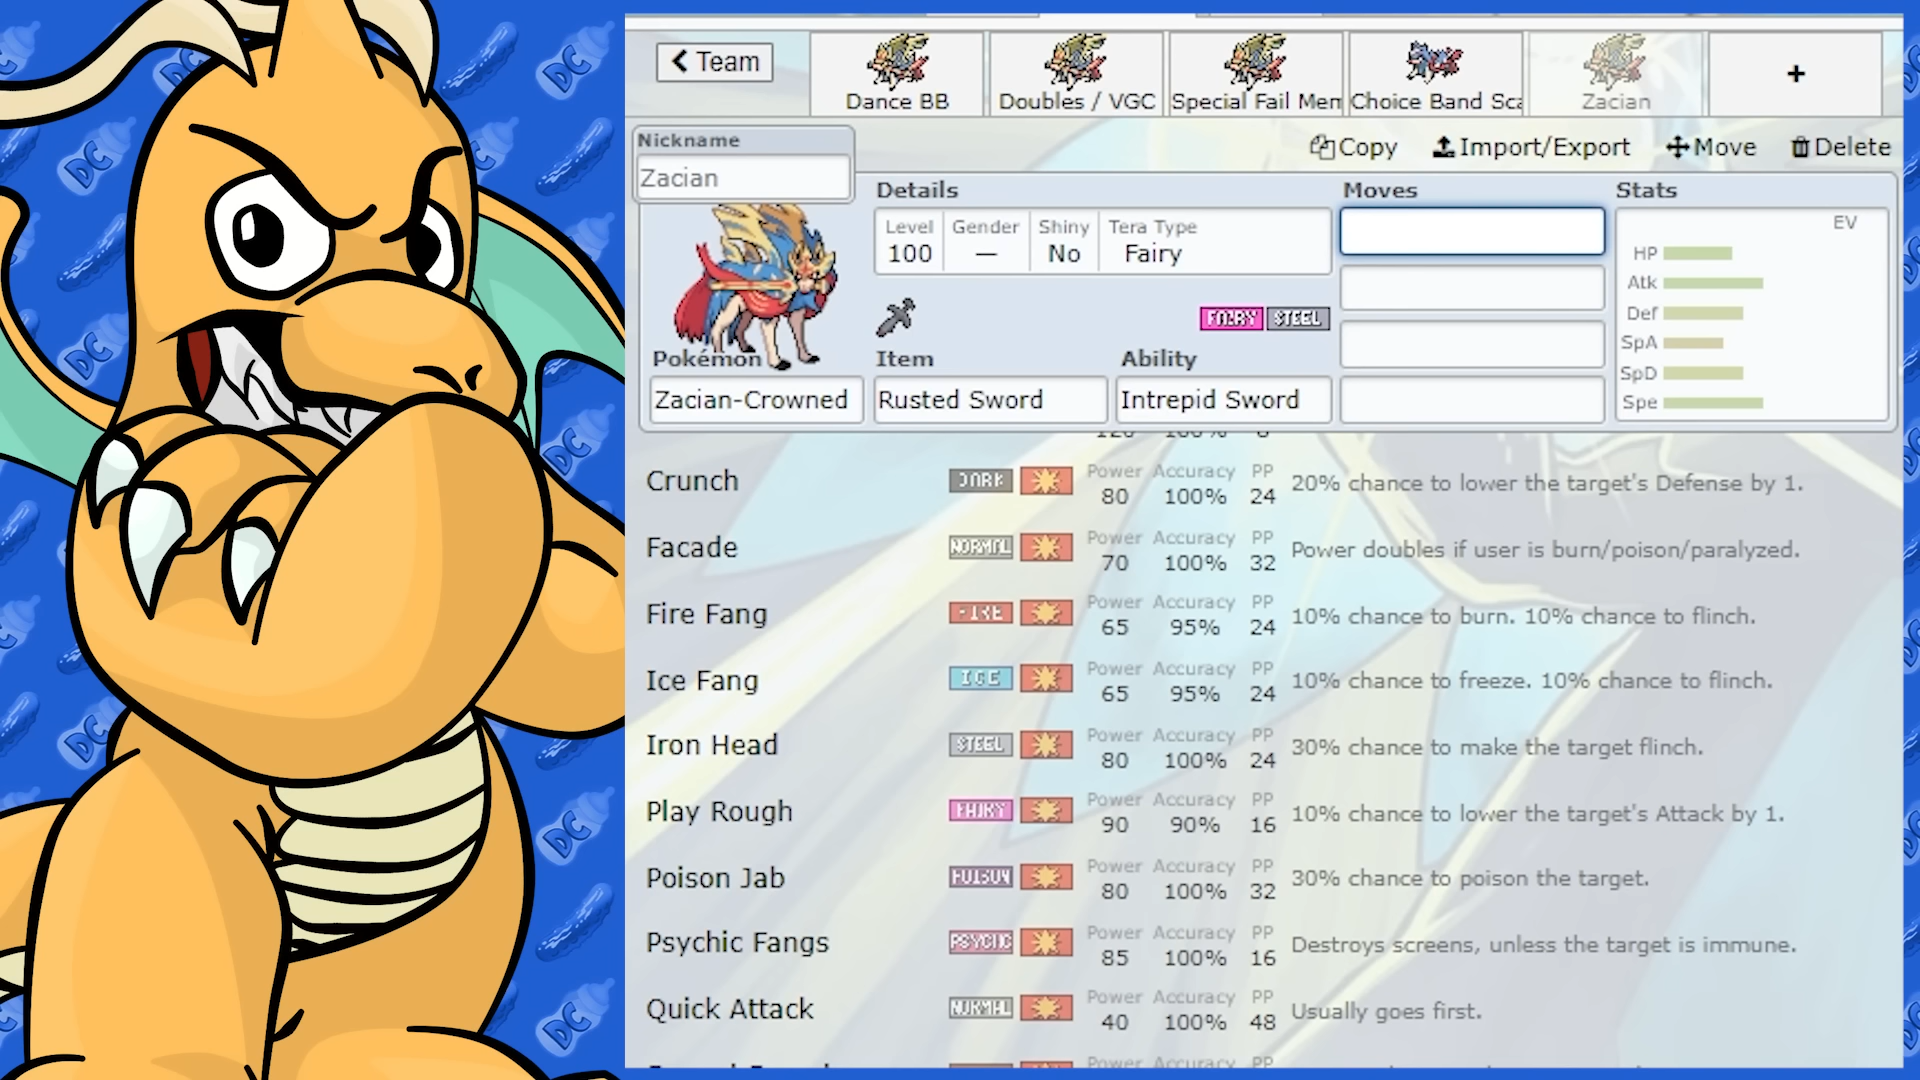 Team
Dance BB
Doubles / VGC
Special Fail Mem
Choice Band Sca
Zacian
+
Nickname
Zacian
Copy
Import/Export
Move
Delete
Details
Moves
Stats
Level
100
Gender
—
Shiny
No
Tera Type
Fairy
EV
HP
Atk
Def
SpA
SpD
Spe
FAIRY STEEL
Pokémon
Zacian-Crowned
Item
Rusted Sword
Ability
Intrepid Sword
Crunch DARK Power 80 Accuracy 100% PP 24 20% chance to lower the target's Defense by 1.
Facade NORMAL Power 70 Accuracy 100% PP 32 Power doubles if user is burn/poison/paralyzed.
Fire Fang FIRE Power 65 Accuracy 95% PP 24 10% chance to burn. 10% chance to flinch.
Ice Fang ICE Power 65 Accuracy 95% PP 24 10% chance to freeze. 10% chance to flinch.
Iron Head STEEL Power 80 Accuracy 100% PP 24 30% chance to make the target flinch.
Play Rough FAIRY Power 90 Accuracy 90% PP 16 10% chance to lower the target's Attack by 1.
Poison Jab POISON Power 80 Accuracy 100% PP 32 30% chance to poison the target.
Psychic Fangs PSYCHC Power 85 Accuracy 100% PP 16 Destroys screens, unless the target is immune.
Quick Attack NORMAL Power 40 Accuracy 100% PP 48 Usually goes first.
Power Accuracy PP
DC